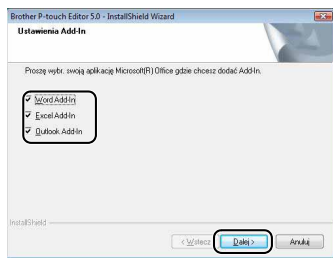 Brother P-touch Editor 5.0 - InstallShield Wizard
Ustawienia Add-In
Proszę wybr. swoją aplikację Microsoft(R) Office gdzie chcesz dodać Add-In.
Word Add-In
Excel Add-In
Outlook Add-In
InstallShield
< Wstecz Dalej > Anuluj